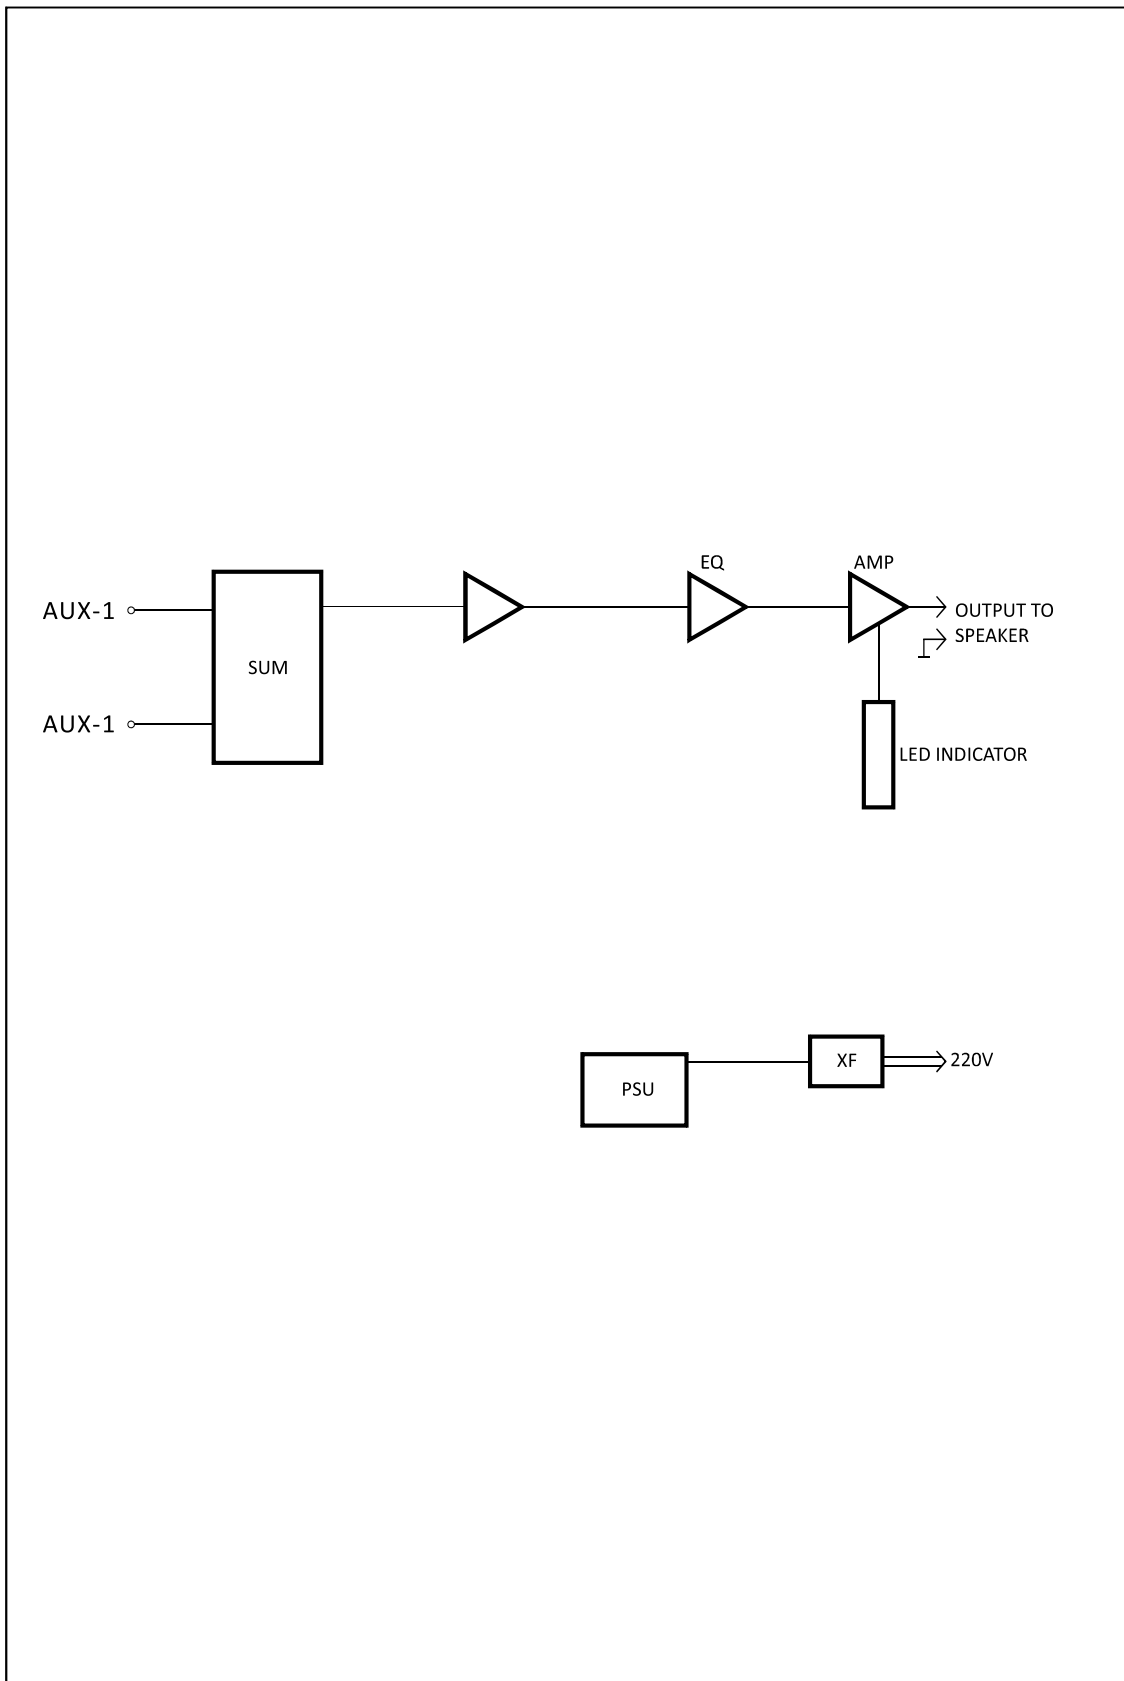 EQ
AMP
AUX-1
OUTPUT TO
SPEAKER
SUM
AUX-1
LED INDICATOR
XF
220V
PSU